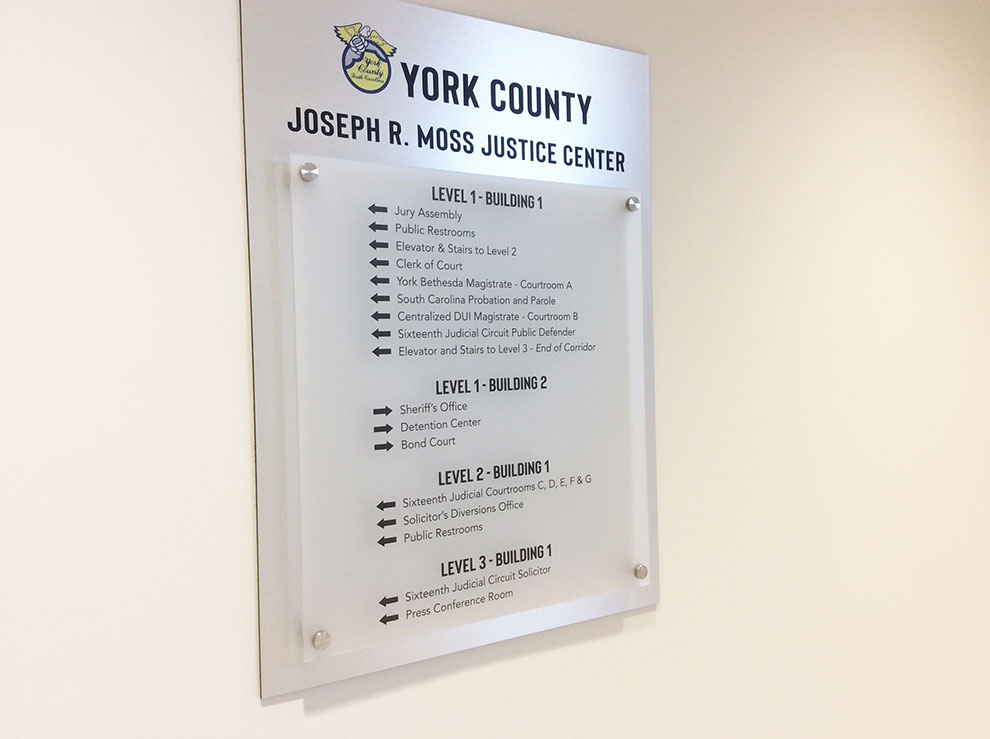 York
County
South Carolina
YORK COUNTY
JOSEPH R. MOSS JUSTICE CENTER
LEVEL 1 - BUILDING 1
Jury Assembly
Public Restrooms
Elevator & Stairs to Level 2
Clerk of Court
York Bethesda Magistrate - Courtroom A
South Carolina Probation and Parole
Centralized DUI Magistrate - Courtroom B
Sixteenth Judicial Circuit Public Defender
Elevator and Stairs to Level 3 - End of Corridor
LEVEL 1 - BUILDING 2
Sheriff's Office
Detention Center
Bond Court
LEVEL 2 - BUILDING 1
Sixteenth Judicial Courtrooms C, D, E, F & G
Solicitor's Diversions Office
Public Restrooms
LEVEL 3 - BUILDING 1
Sixteenth Judicial Circuit Solicitor
Press Conference Room